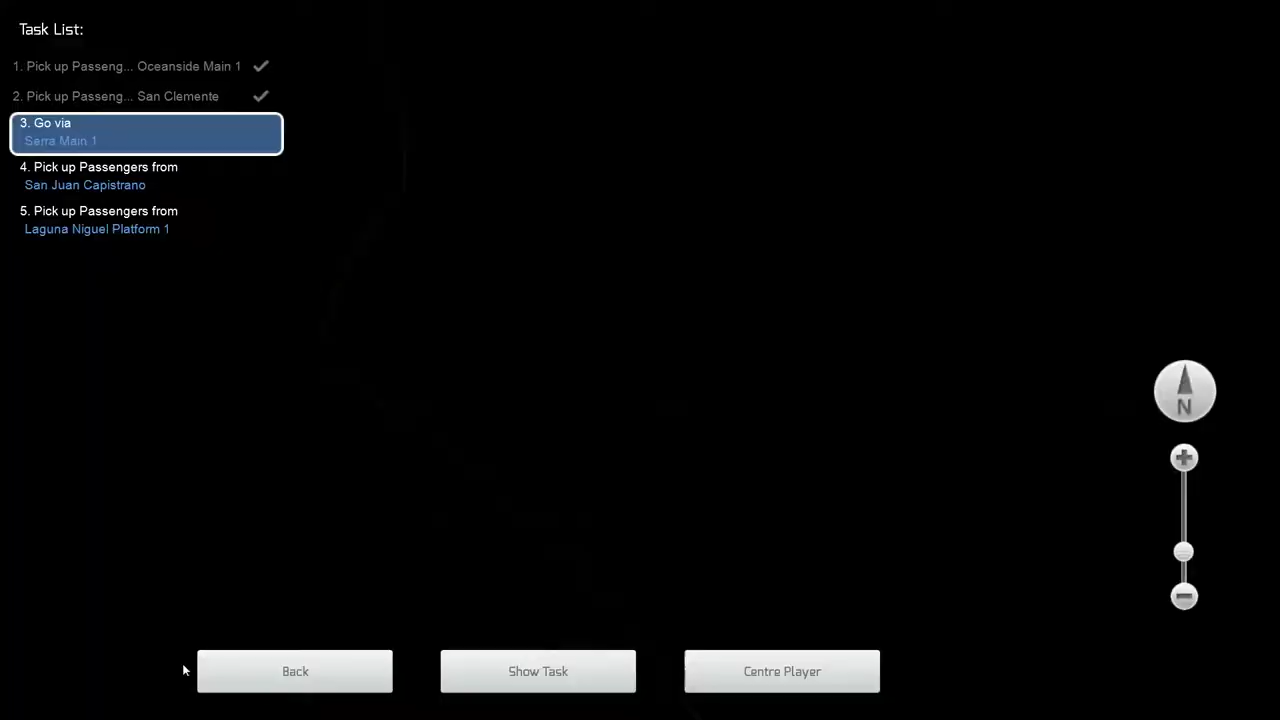 Task List:
1. Pick up Passeng... Oceanside Main 1
2. Pick up Passeng... San Clemente
3. Go via
Serra Main 1
4. Pick up Passengers from
San Juan Capistrano
5. Pick up Passengers from
Laguna Niguel Platform 1
N
Back
Show Task
Centre Player